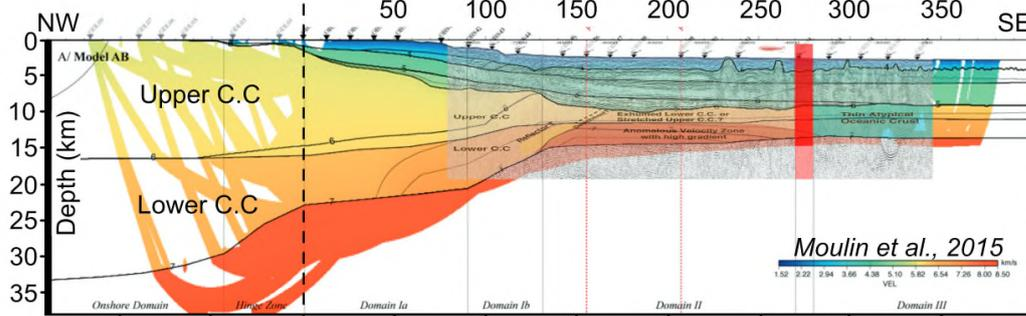 NW 50 100 150 200 250 300 350 SE
0
A/ Model AB
Upper C.C
5
10
Upper C.C
Exhumed Lower C.C. or
Stretched Upper C.C.?
Thin Atypical
Oceanic Crust
Anomalous Velocity Zone
with high gradient
Reflector T
Lower C.C
15
20
Lower C.C
25
30
35
Depth (km)
Moulin et al., 2015
km/s
1.52 2.22 2.94 3.66 4.38 5.10 5.82 6.54 7.26 8.00 8.50
VEL
Onshore Domain Hinge Zone Domain Ia Domain Ib Domain II Domain III